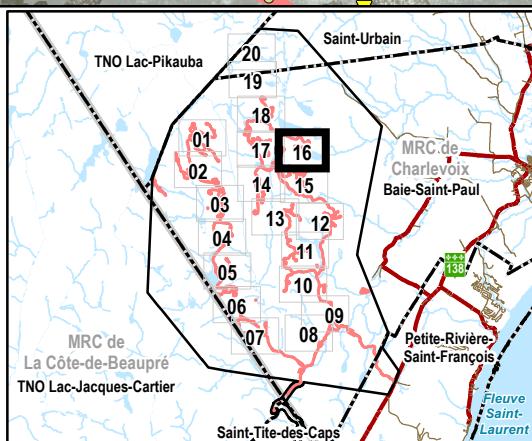 Saint-Urbain
20
TNO Lac-Pikauba
19
18
01
17
16
MRC de
Charlevoix
02
14
15
Baie-Saint-Paul
03
13
12
04
11
138
05
10
06
09
07
08
Petite-Rivière-
Saint-François
MRC de
La Côte-de-Beaupré
TNO Lac-Jacques-Cartier
Fleuve
Saint-
Laurent
Saint-Tite-des-Caps